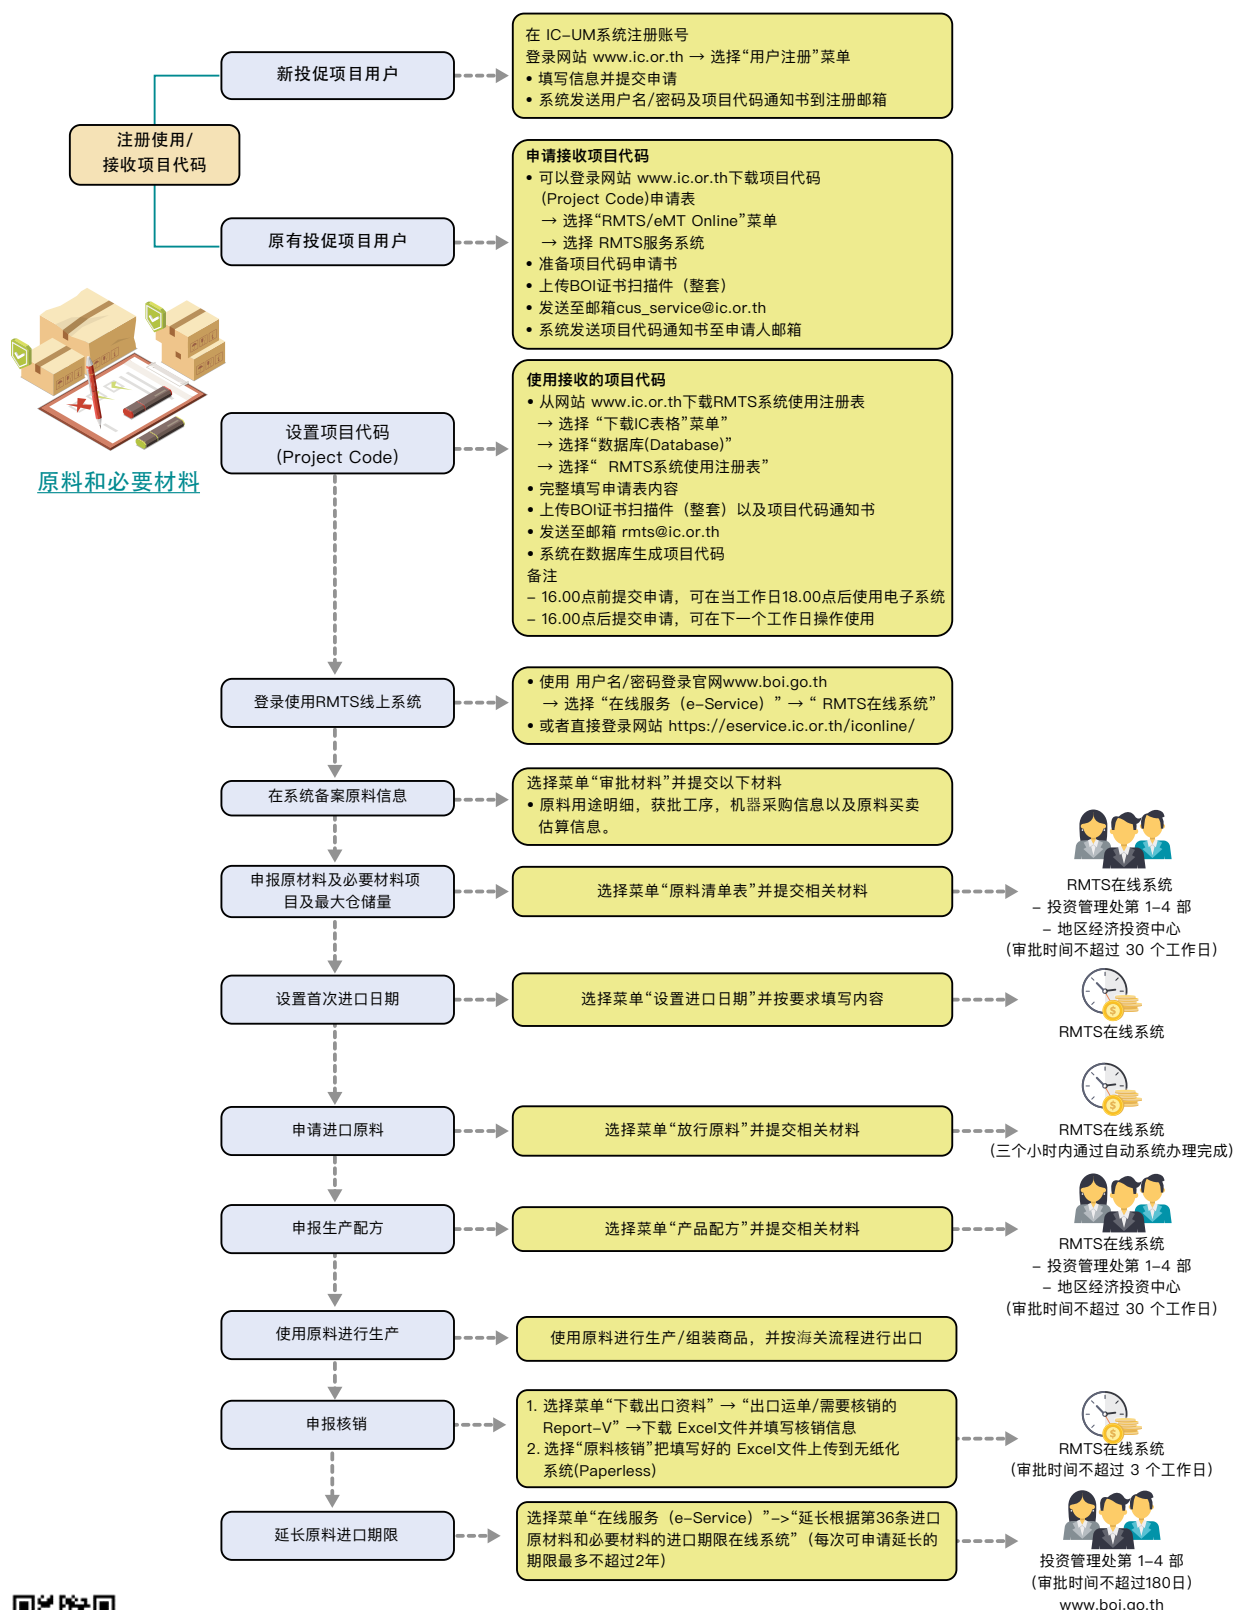 新投促项目用户
在 IC-UM系统注册账号
登录网站 www.ic.or.th → 选择“用户注册”菜单
• 填写信息并提交申请
• 系统发送用户名/密码及项目代码通知书到注册邮箱
注册使用/
接收项目代码
原有投促项目用户
申请接收项目代码
• 可以登录网站 www.ic.or.th下载项目代码
(Project Code)申请表
→ 选择“RMTS/eMT Online”菜单
→ 选择 RMTS服务系统
• 准备项目代码申请书
• 上传BOI证书扫描件（整套）
• 发送至邮箱cus_service@ic.or.th
• 系统发送项目代码通知书至申请人邮箱
原料和必要材料
设置项目代码
(Project Code)
使用接收的项目代码
• 从网站 www.ic.or.th下载RMTS系统使用注册表
→ 选择 “下载IC表格”菜单”
→ 选择“数据库(Database)”
→ 选择“ RMTS系统使用注册表”
• 完整填写申请表内容
• 上传BOI证书扫描件（整套）以及项目代码通知书
• 发送至邮箱 rmts@ic.or.th
• 系统在数据库生成项目代码
备注
– 16.00点前提交申请，可在当工作日18.00点后使用电子系统
– 16.00点后提交申请，可在下一个工作日操作使用
登录使用RMTS线上系统
• 使用 用户名/密码登录官网www.boi.go.th
→ 选择 “在线服务（e-Service）” → “ RMTS在线系统”
• 或者直接登录网站 https://eservice.ic.or.th/iconline/
在系统备案原料信息
选择菜单“审批材料”并提交以下材料
• 原料用途明细，获批工序，机器采购信息以及原料买卖
估算信息。
申报原材料及必要材料项
目及最大仓储量
选择菜单“原料清单表”并提交相关材料
RMTS在线系统
– 投资管理处第 1-4 部
– 地区经济投资中心
(审批时间不超过 30 个工作日)
设置首次进口日期
选择菜单“设置进口日期”并按要求填写内容
RMTS在线系统
申请进口原料
选择菜单“放行原料”并提交相关材料
RMTS在线系统
(三个小时内通过自动系统办理完成)
申报生产配方
选择菜单“产品配方”并提交相关材料
RMTS在线系统
– 投资管理处第 1-4 部
– 地区经济投资中心
(审批时间不超过 30 个工作日)
使用原料进行生产
使用原料进行生产/组装商品，并按海关流程进行出口
申报核销
1. 选择菜单“下载出口资料” → “出口运单/需要核销的
Report-V” →下载 Excel文件并填写核销信息
2. 选择“原料核销”把填写好的 Excel文件上传到无纸化
系统(Paperless)
RMTS在线系统
(审批时间不超过 3 个工作日)
延长原料进口期限
选择菜单“在线服务（e-Service）”->“延长根据第36条进口
原材料和必要材料的进口期限在线系统”（每次可申请延长的
期限最多不超过2年）
投资管理处第 1-4 部
(审批时间不超过180日)
www.boi.go.th